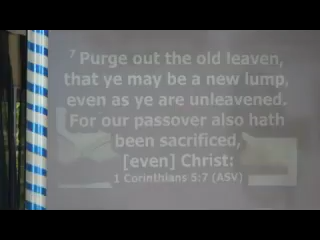 7 Purge out the old leaven,
that ye may be a new lump,
even as ye are unleavened.
For our passover also hath
been sacrificed,
[even] Christ:
1 Corinthians 5:7 (ASV)